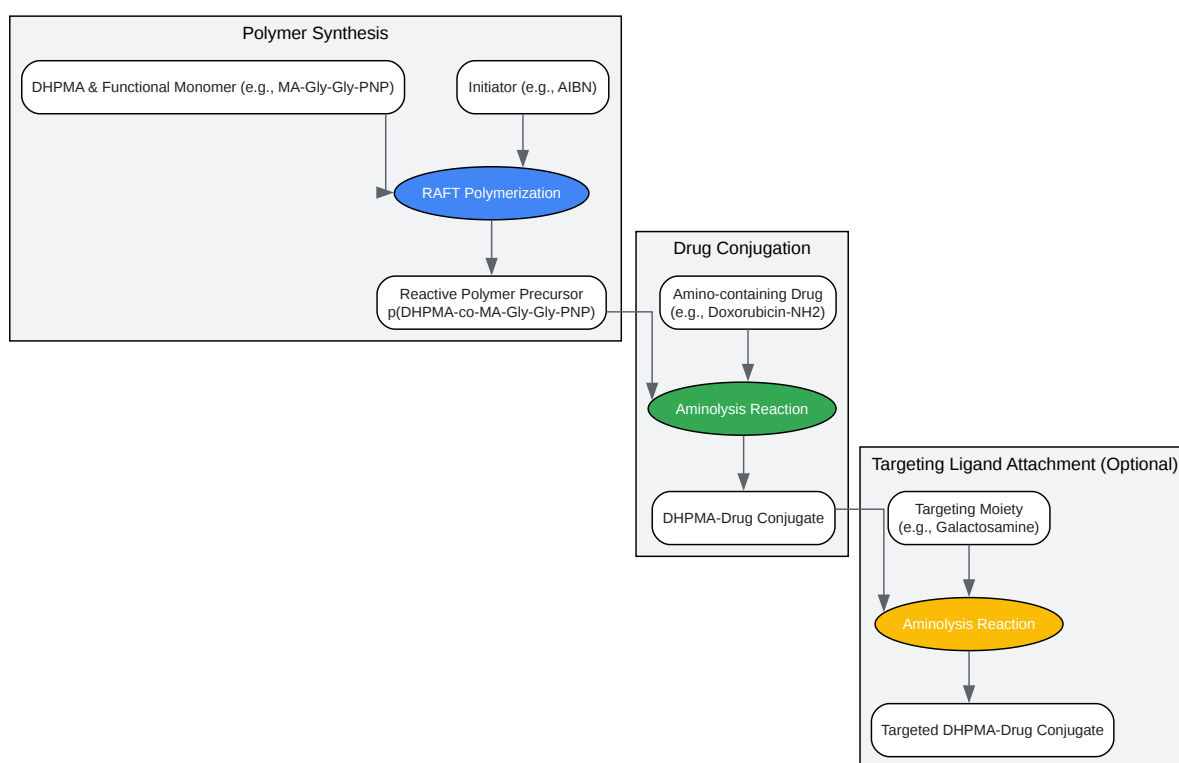 Polymer Synthesis
DHPMA & Functional Monomer (e.g., MA-Gly-Gly-PNP)
Initiator (e.g., AIBN)
RAFT Polymerization
Reactive Polymer Precursor
p(DHPMA-co-MA-Gly-Gly-PNP)
Drug Conjugation
Amino-containing Drug
(e.g., Doxorubicin-NH2)
Aminolysis Reaction
DHPMA-Drug Conjugate
Targeting Ligand Attachment (Optional)
Targeting Moiety
(e.g., Galactosamine)
Aminolysis Reaction
Targeted DHPMA-Drug Conjugate